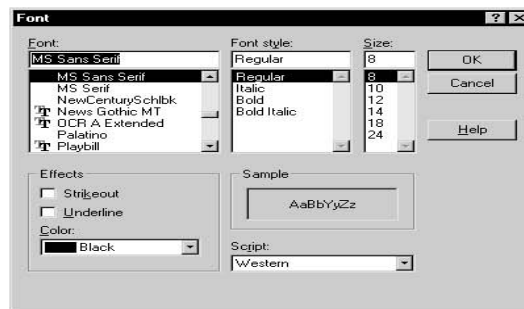 Font
Font:
MS Sans Serif
MS Sans Serif
MS Serif
NewCenturySchlbk
News Gothic MT
OCR A Extended
Palatino
Playbill
Font style:
Regular
Regular
Italic
Bold
Bold Italic
Size:
8
8
10
12
14
18
24
OK
Cancel
Help
Effects
Strikeout
Underline
Color:
Black
Sample
AaBbYyZz
Script:
Western